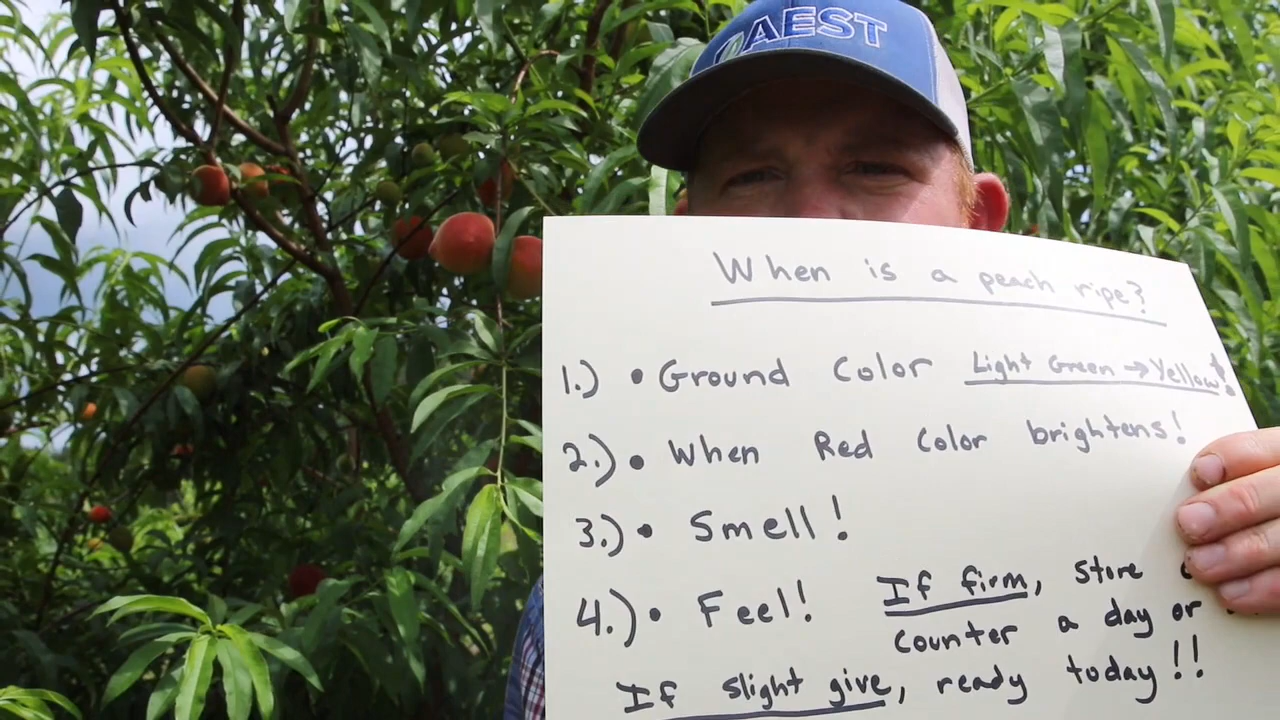 AEST
When is a peach ripe?
1.) • Ground Color Light Green → Yellow!
2.) • When Red Color brightens!
3.) • Smell!
4.) • Feel! If firm, store
counter a day or
If slight give, ready today!!